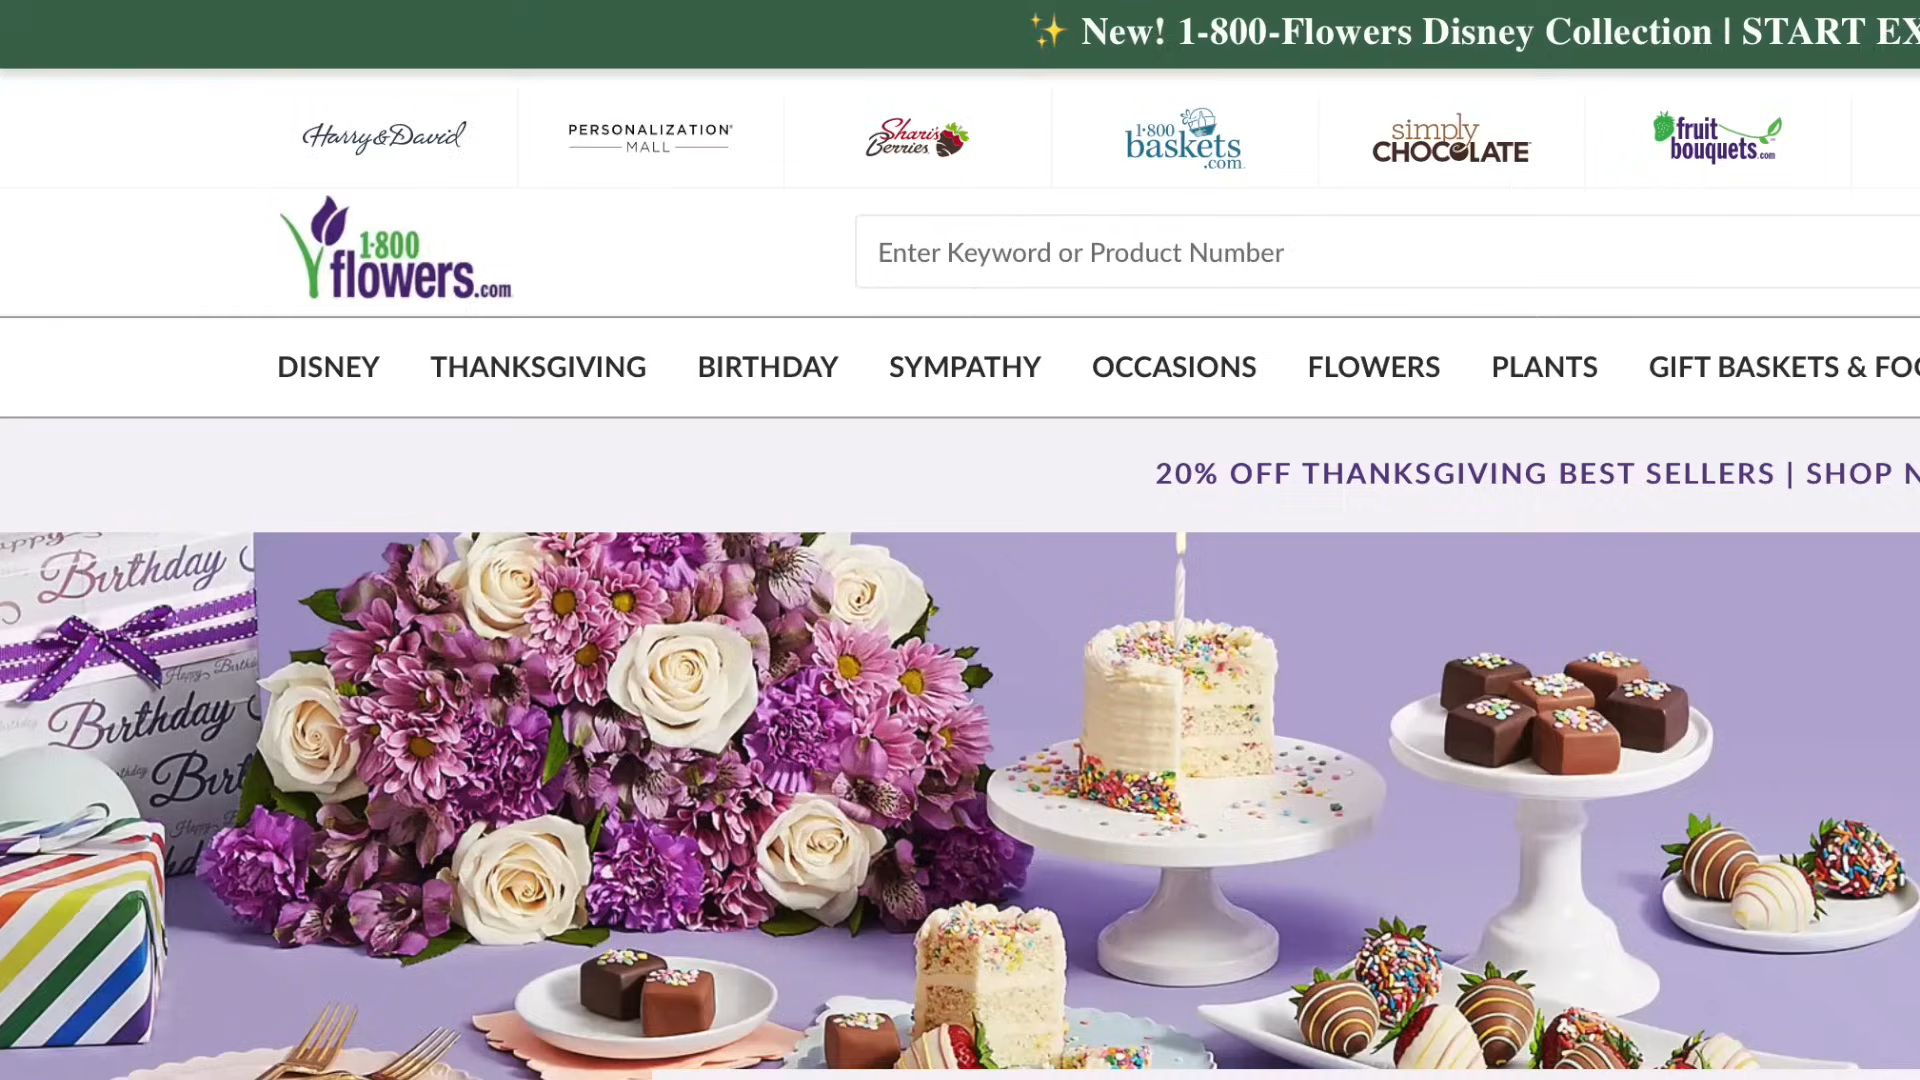 ✨ New! 1-800-Flowers Disney Collection | START
Harry & David
PERSONALIZATION MALL
Shari's Berries
1-800 baskets.com
simply CHOCOLATE
fruit bouquets.com
1-800 flowers.com
Enter Keyword or Product Number
DISNEY THANKSGIVING BIRTHDAY SYMPATHY OCCASIONS FLOWERS PLANTS GIFT BASKETS &
20% OFF THANKSGIVING BEST SELLERS | SHOP
Birthday
Happy Birthday
Birthday